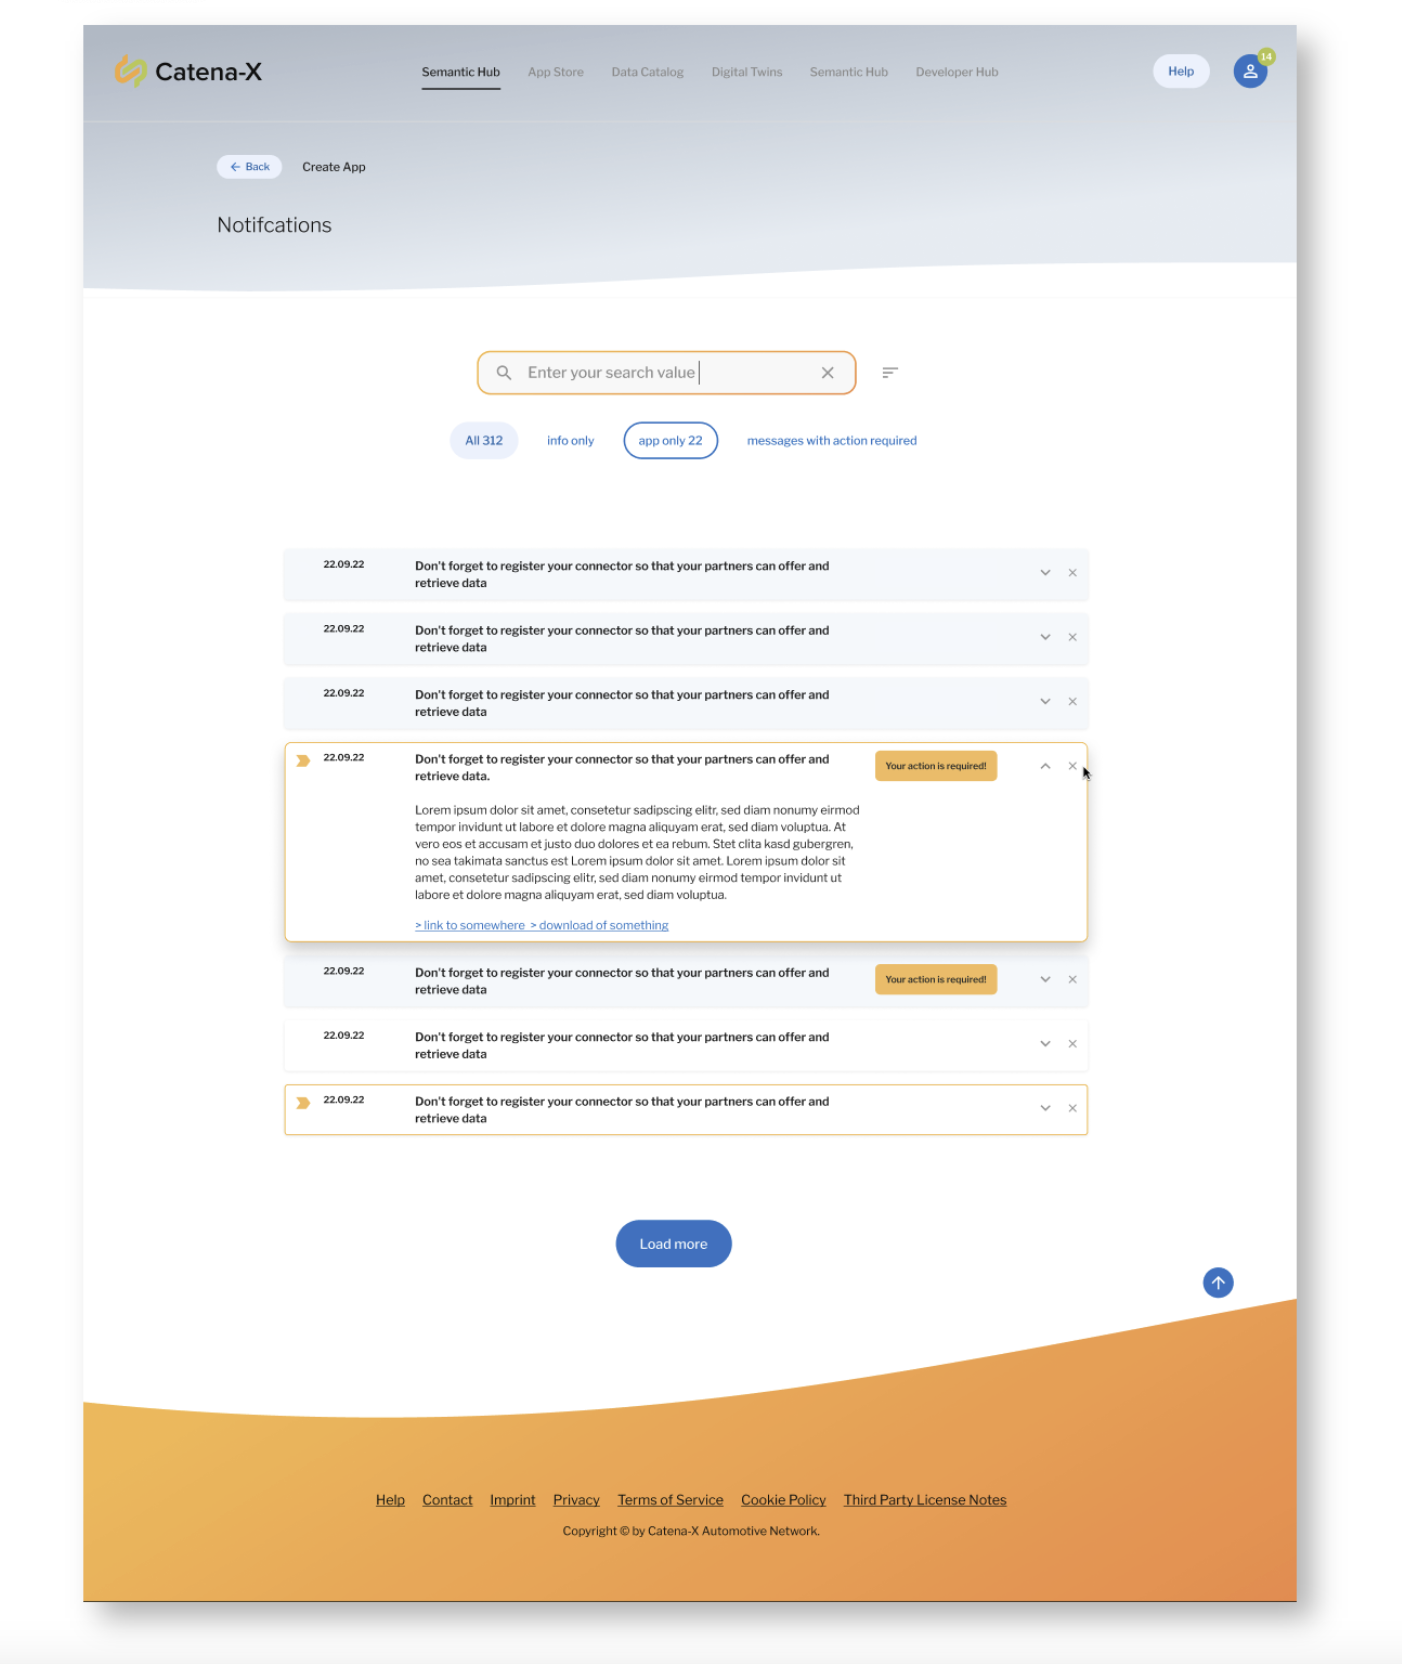 Catena-X
Semantic Hub App Store Data Catalog Digital Twins Semantic Hub Developer Hub
Help
14
Back Create App
Notifcations
Enter your search value
All 312 info only app only 22 messages with action required
22.09.22 Don't forget to register your connector so that your partners can offer and
retrieve data
22.09.22 Don't forget to register your connector so that your partners can offer and
retrieve data
22.09.22 Don't forget to register your connector so that your partners can offer and
retrieve data
22.09.22 Don't forget to register your connector so that your partners can offer and
retrieve data.
Your action is required!
Lorem ipsum dolor sit amet, consetetur sadipscing elitr, sed diam nonumy eirmod
tempor invidunt ut labore et dolore magna aliquyam erat, sed diam voluptua. At
vero eos et accusam et justo duo dolores et ea rebum. Stet clita kasd gubergren,
no sea takimata sanctus est Lorem ipsum dolor sit amet. Lorem ipsum dolor sit
amet, consetetur sadipscing elitr, sed diam nonumy eirmod tempor invidunt ut
labore et dolore magna aliquyam erat, sed diam voluptua.
> link to somewhere > download of something
22.09.22 Don't forget to register your connector so that your partners can offer and
retrieve data
Your action is required!
22.09.22 Don't forget to register your connector so that your partners can offer and
retrieve data
22.09.22 Don't forget to register your connector so that your partners can offer and
retrieve data
Load more
Help Contact Imprint Privacy Terms of Service Cookie Policy Third Party License Notes
Copyright © by Catena-X Automotive Network.